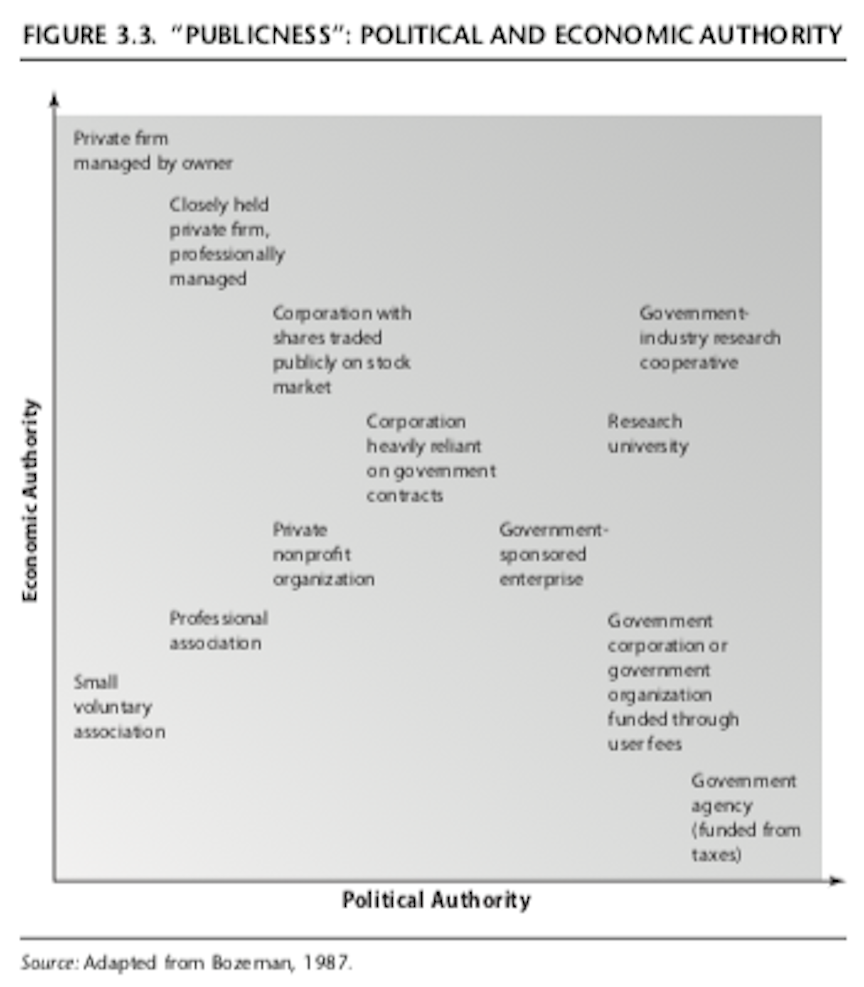 FIGURE 3.3. “PUBLICNESS”: POLITICAL AND ECONOMIC AUTHORITY
Private firm
managed by owner
Closely held
private firm,
professionally
managed
Corporation with
shares traded
publicly on stock
market
Government-
industry research
cooperative
Corporation
heavily reliant
on government
contracts
Research
university
Private
nonprofit
organization
Government-
sponsored
enterprise
Professional
association
Government
corporation or
government
organization
funded through
user fees
Small
voluntary
association
Government
agency
(funded from
taxes)
Economic Authority
Political Authority
Source: Adapted from Bozeman, 1987.